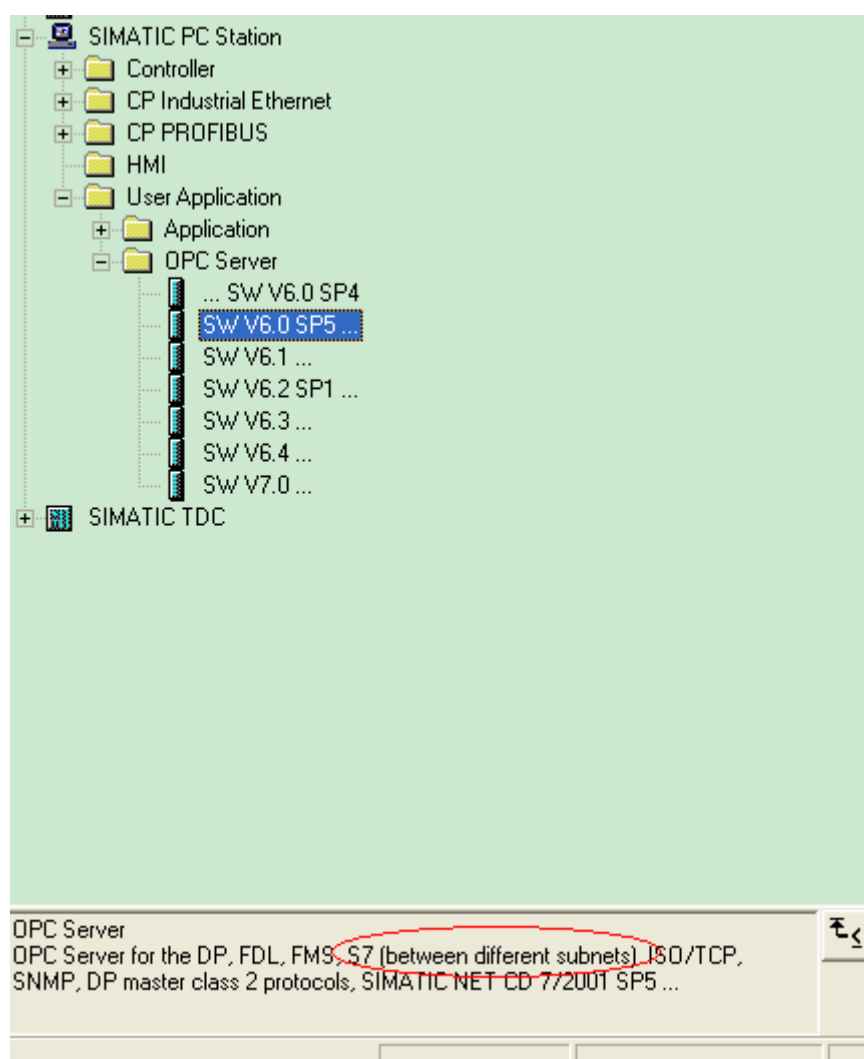 SIMATIC PC Station
Controller
CP Industrial Ethernet
CP PROFIBUS
HMI
User Application
Application
OPC Server
... SW V6.0 SP4
SW V6.0 SP5 ...
SW V6.1 ...
SW V6.2 SP1 ...
SW V6.3 ...
SW V6.4 ...
SW V7.0 ...
SIMATIC TDC
OPC Server
OPC Server for the DP, FDL, FMS, S7 (between different subnets), ISO/TCP,
SNMP, DP master class 2 protocols, SIMATIC NET CD 7/2001 SP5 ...